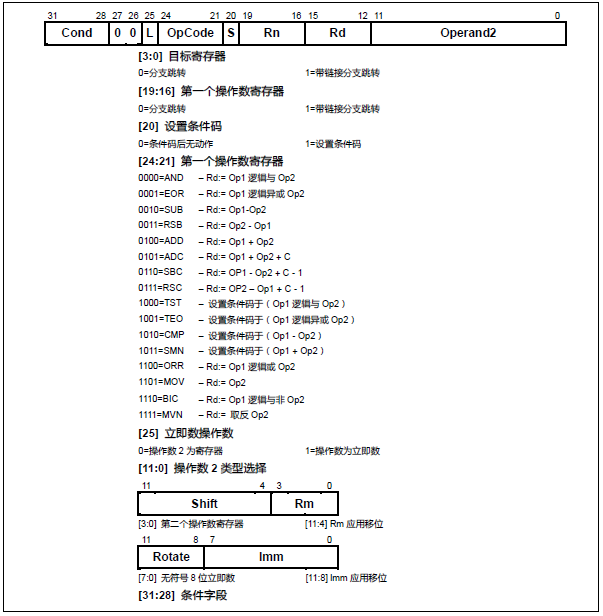 31 28 27 26 25 24 21 20 19 16 15 12 11 0
Cond 0 0 L OpCode S Rn Rd Operand2
[3:0] 目标寄存器
0=分支跳转 1=带链接分支跳转
[19:16] 第一个操作数寄存器
0=分支跳转 1=带链接分支跳转
[20] 设置条件码
0=条件码后无动作 1=设置条件码
[24:21] 第一个操作数寄存器
0000=AND – Rd:= Op1 逻辑与 Op2
0001=EOR – Rd:= Op1 逻辑异或 Op2
0010=SUB – Rd:= Op1-Op2
0011=RSB – Rd:= Op2 - Op1
0100=ADD – Rd:= Op1 + Op2
0101=ADC – Rd:= Op1 + Op2 + C
0110=SBC – Rd:= OP1 - Op2 + C - 1
0111=RSC – Rd:= OP2 – Op1 + C - 1
1000=TST – 设置条件码于（Op1 逻辑与 Op2）
1001=TEO – 设置条件码于（Op1 逻辑异或 Op2）
1010=CMP – 设置条件码于（Op1 - Op2）
1011=SMN – 设置条件码于（Op1 + Op2）
1100=ORR – Rd:= Op1 逻辑或 Op2
1101=MOV – Rd:= Op2
1110=BIC – Rd:= Op1 逻辑与非 Op2
1111=MVN – Rd:= 取反 Op2
[25] 立即数操作数
0=操作数 2 为寄存器 1=操作数为立即数
[11:0] 操作数 2 类型选择
11 4 3 0
Shift Rm
[3:0] 第二个操作数寄存器 [11:4] Rm 应用移位
11 8 7 0
Rotate Imm
[7:0] 无符号 8 位立即数 [11:8] Imm 应用移位
[31:28] 条件字段